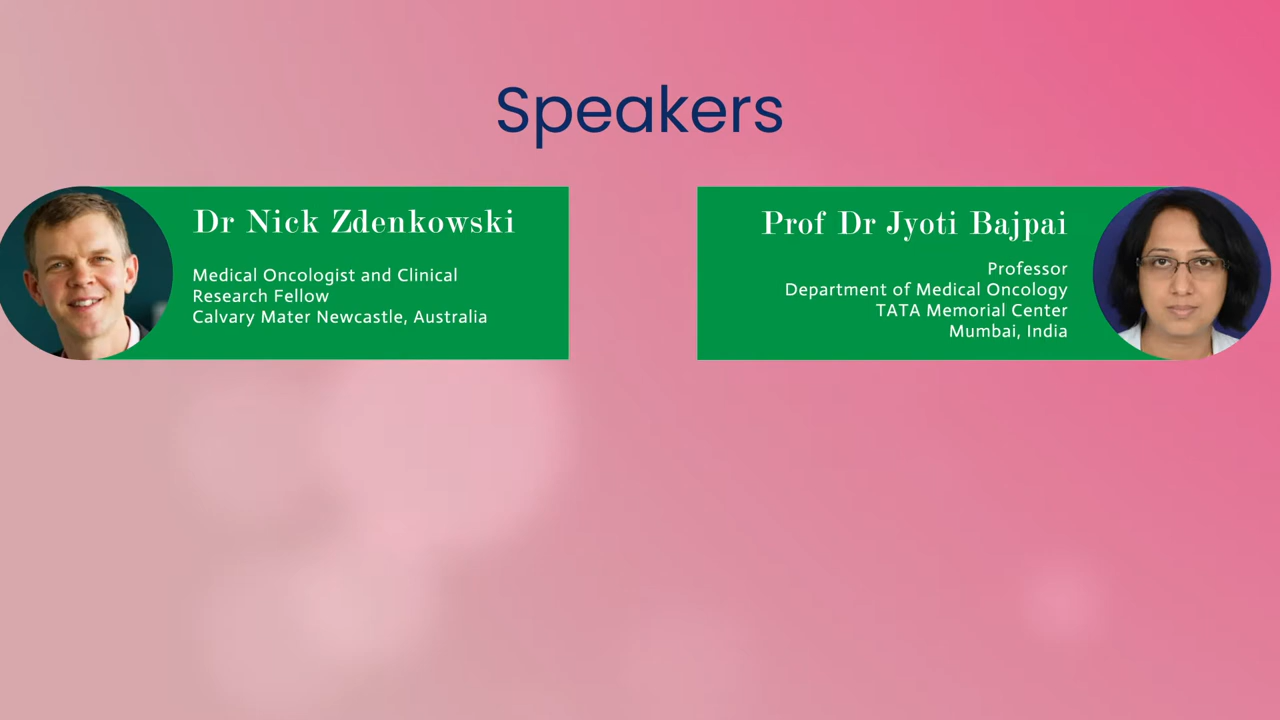 Speakers
Dr Nick Zdenkowski
Medical Oncologist and Clinical
Research Fellow
Calvary Mater Newcastle, Australia
Prof Dr Jyoti Bajpai
Professor
Department of Medical Oncology
TATA Memorial Center
Mumbai, India